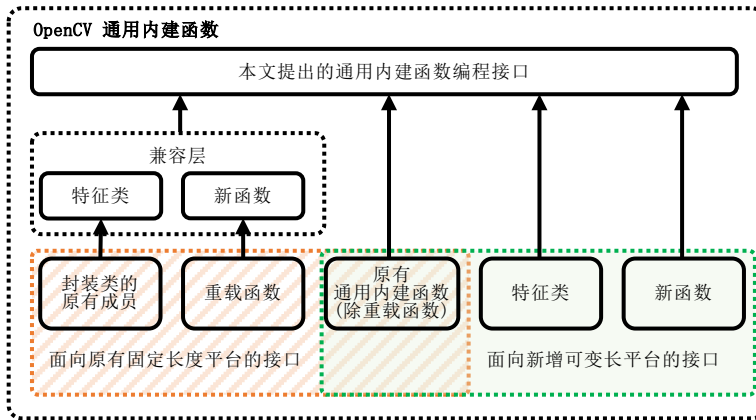 OpenCV 通用内建函数
本文提出的通用内建函数编程接口
兼容层
特征类
新函数
封装类的
原有成员
重载函数
原有
通用内建函数
(除重载函数)
特征类
新函数
面向原有固定长度平台的接口
面向新增可变长平台的接口